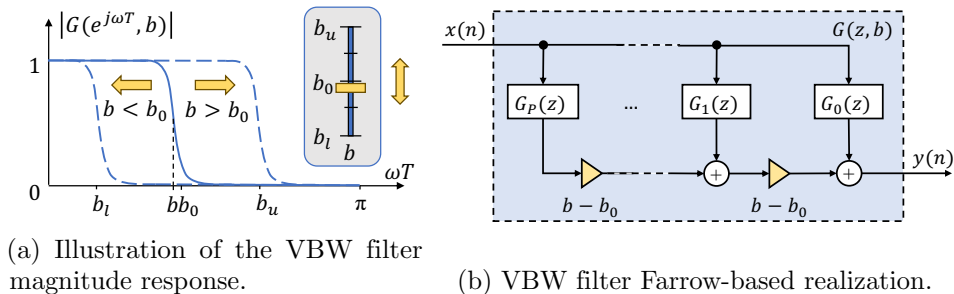 |G(e^{jωT}, b)|
1
b < b₀
b > b₀
0
b_l
bb₀
b_u
π
ωT
b_u
b₀
b_l
b
(a) Illustration of the VBW filter
magnitude response.
x(n)
G(z, b)
G_P(z)
...
G₁(z)
G₀(z)
y(n)
+
+
b − b₀
b − b₀
(b) VBW filter Farrow-based realization.